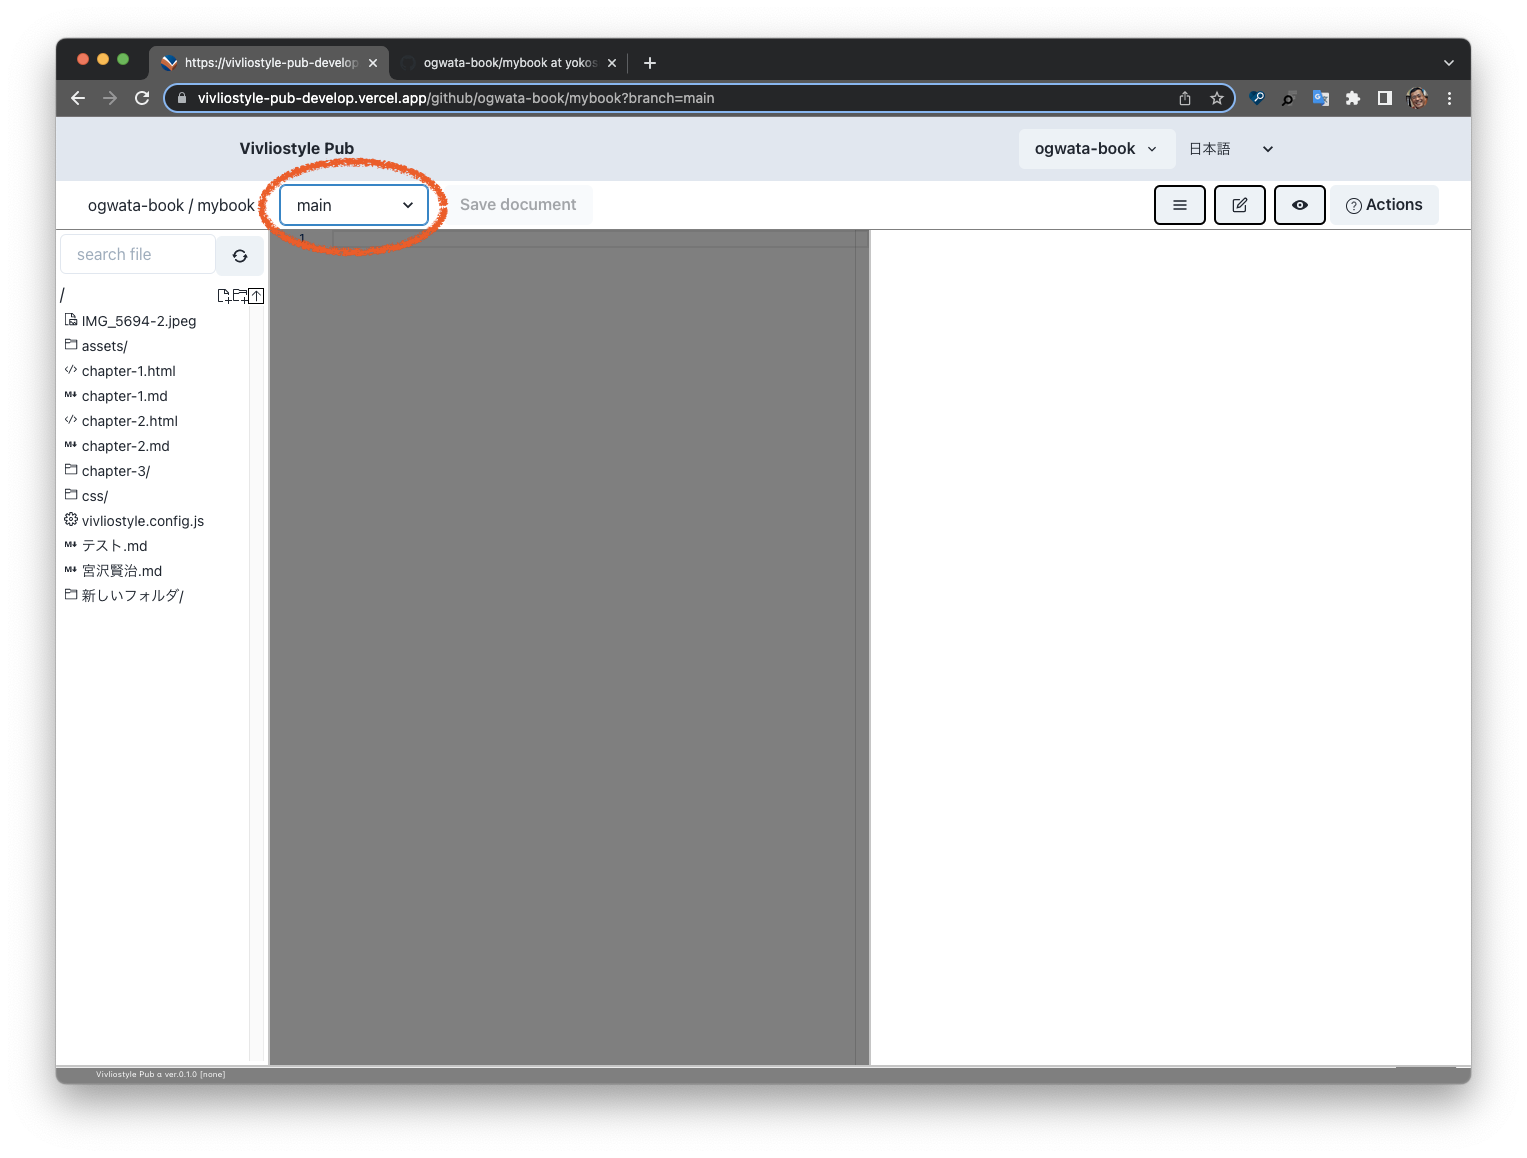 https://vivliostyle-pub-develop
ogwata-book/mybook at yokos
vivliostyle-pub-develop.vercel.app/github/ogwata-book/mybook?branch=main
Vivliostyle Pub
ogwata-book
日本語
ogwata-book / mybook
main
Save document
Actions
search file
1
/
IMG_5694-2.jpeg
assets/
chapter-1.html
chapter-1.md
chapter-2.html
chapter-2.md
chapter-3/
css/
vivliostyle.config.js
テスト.md
宮沢賢治.md
新しいフォルダ/
Vivliostyle Pub α ver.0.1.0 [none]